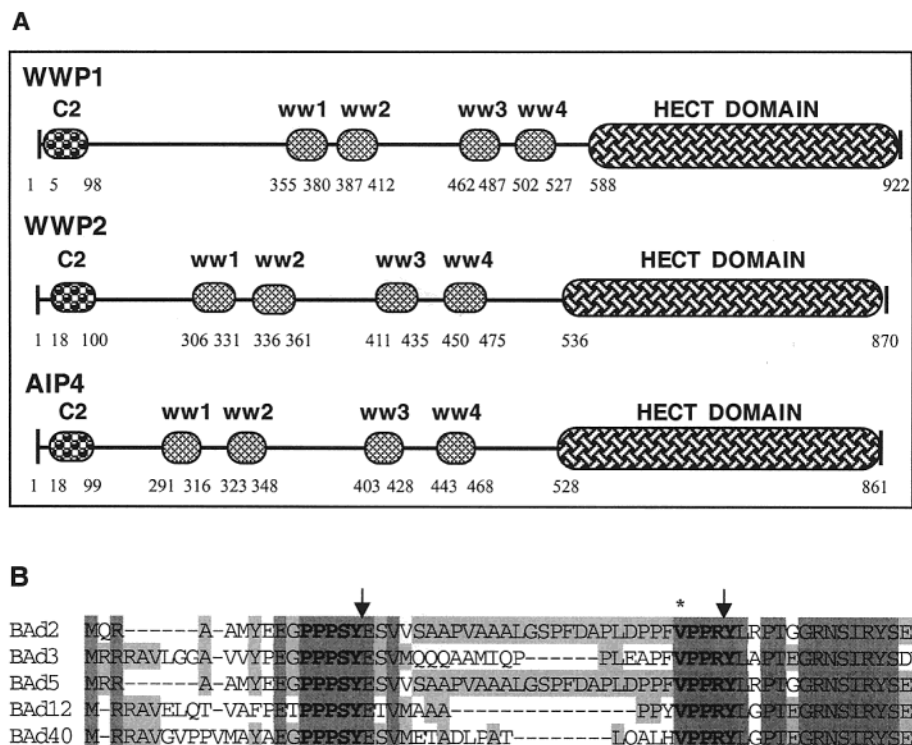 A
WWP1
C2 ww1 ww2 ww3 ww4 HECT DOMAIN
1 5 98 355 380 387 412 462 487 502 527 588 922
WWP2
C2 ww1 ww2 ww3 ww4 HECT DOMAIN
1 18 100 306 331 336 361 411 435 450 475 536 870
AIP4
C2 ww1 ww2 ww3 ww4 HECT DOMAIN
1 18 99 291 316 323 348 403 428 443 468 528 861
B
*
BAd2 MQR------A-AMYEEGPPPSYESVVSAAPVAAALGSPFDAPLDPPFVPPRYLRPTGGRNSIRYSE
BAd3 MRRRAVLGGA-VVYPEGPPPSYESVMQQQAAMIQP-------PLEAPFVPPRYLAPTEGRNSIRYSE
BAd5 MRR------A-AMYEEGPPPSYESVVSAAPVAAALGSPFDAPLDPPFVPPRYLRPTGGRNSIRYSE
BAd12 M-RRAVELQT-VAFPETPPPSYETVMAAA--------------PPYVPPRYLGPTEGRNSIRYSE
BAd40 M-RRAVGVPPVMAYAEGPPPSYESVMETADLPAT--------LQALHVPPRYLGPTEGRNSIRYSE